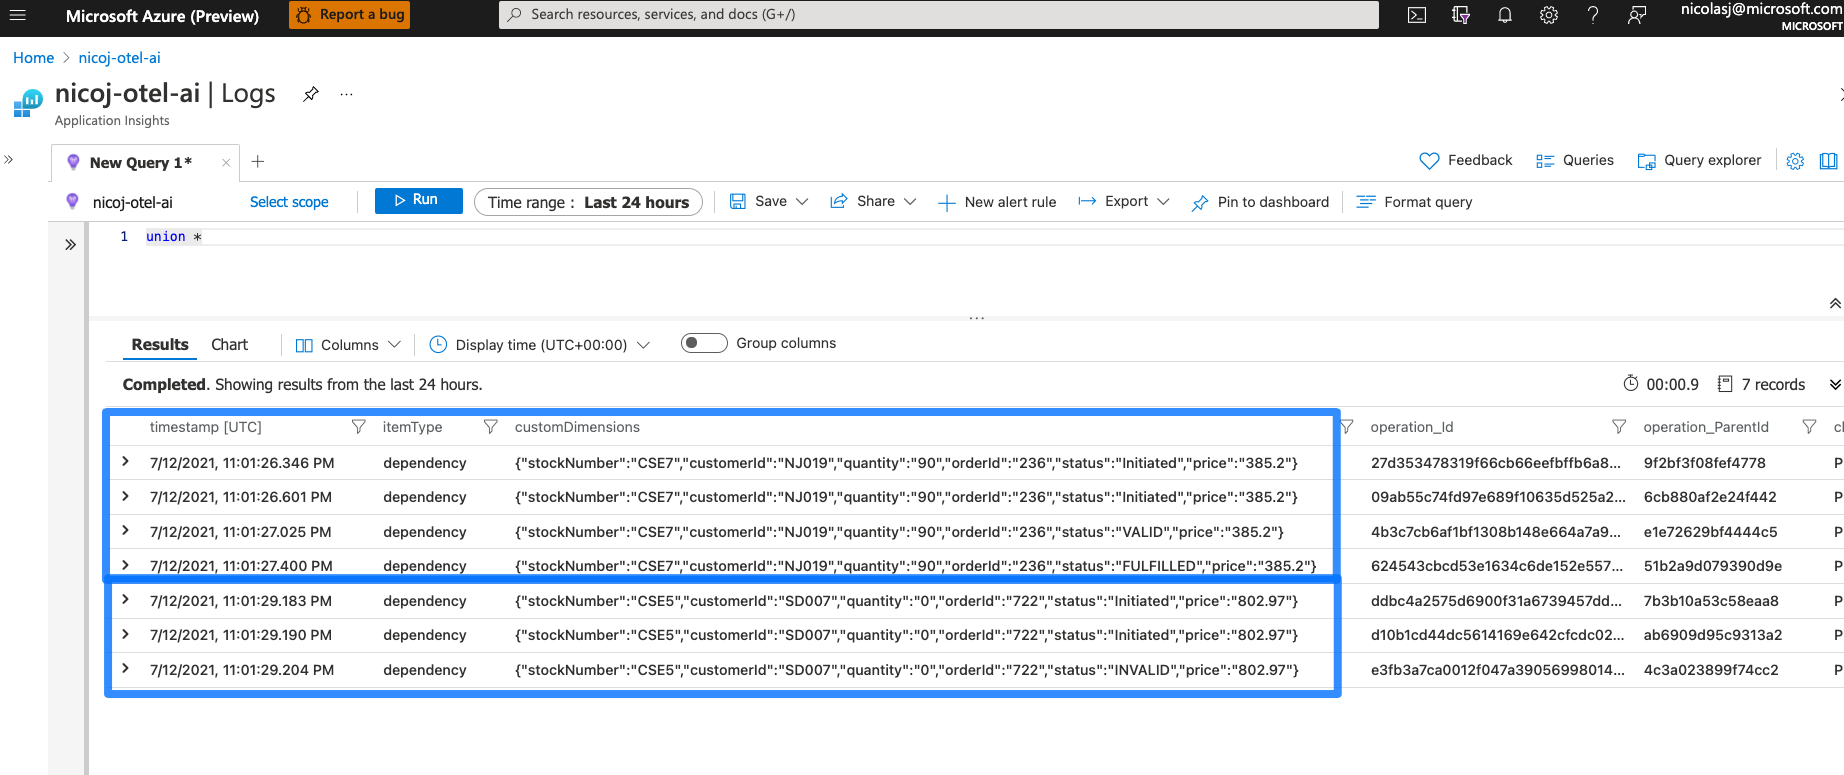 Microsoft Azure (Preview) Report a bug Search resources, services, and docs (G+/) nicolasj@microsoft.com
MICROSOFT
Home > nicoj-otel-ai
nicoj-otel-ai | Logs ...
Application Insights
New Query 1* × + Feedback Queries Query explorer
nicoj-otel-ai Select scope Run Time range : Last 24 hours Save Share New alert rule Export Pin to dashboard Format query
1 union *
Results Chart Columns Display time (UTC+00:00) Group columns
Completed. Showing results from the last 24 hours. 00:00.9 7 records
timestamp [UTC] itemType customDimensions operation_Id operation_ParentId cl
7/12/2021, 11:01:26.346 PM dependency {"stockNumber":"CSE7","customerId":"NJ019","quantity":"90","orderId":"236","status":"Initiated","price":"385.2"} 27d353478319f66cb66eefbffb6a8... 9f2bf3f08fef4778 P
7/12/2021, 11:01:26.601 PM dependency {"stockNumber":"CSE7","customerId":"NJ019","quantity":"90","orderId":"236","status":"Initiated","price":"385.2"} 09ab55c74fd97e689f10635d525a2... 6cb880af2e24f442 P
7/12/2021, 11:01:27.025 PM dependency {"stockNumber":"CSE7","customerId":"NJ019","quantity":"90","orderId":"236","status":"VALID","price":"385.2"} 4b3c7cb6af1bf1308b148e664a7a9... e1e72629bf4444c5 P
7/12/2021, 11:01:27.400 PM dependency {"stockNumber":"CSE7","customerId":"NJ019","quantity":"90","orderId":"236","status":"FULFILLED","price":"385.2"} 624543cbcd53e1634c6de152e557... 51b2a9d079390d9e P
7/12/2021, 11:01:29.183 PM dependency {"stockNumber":"CSE5","customerId":"SD007","quantity":"0","orderId":"722","status":"Initiated","price":"802.97"} ddbc4a2575d6900f31a6739457dd... 7b3b10a53c58eaa8 P
7/12/2021, 11:01:29.190 PM dependency {"stockNumber":"CSE5","customerId":"SD007","quantity":"0","orderId":"722","status":"Initiated","price":"802.97"} d10b1cd44dc5614169e642cfcdc02... ab6909d95c9313a2 P
7/12/2021, 11:01:29.204 PM dependency {"stockNumber":"CSE5","customerId":"SD007","quantity":"0","orderId":"722","status":"INVALID","price":"802.97"} e3fb3a7ca0012f047a39056998014... 4c3a023899f74cc2 P